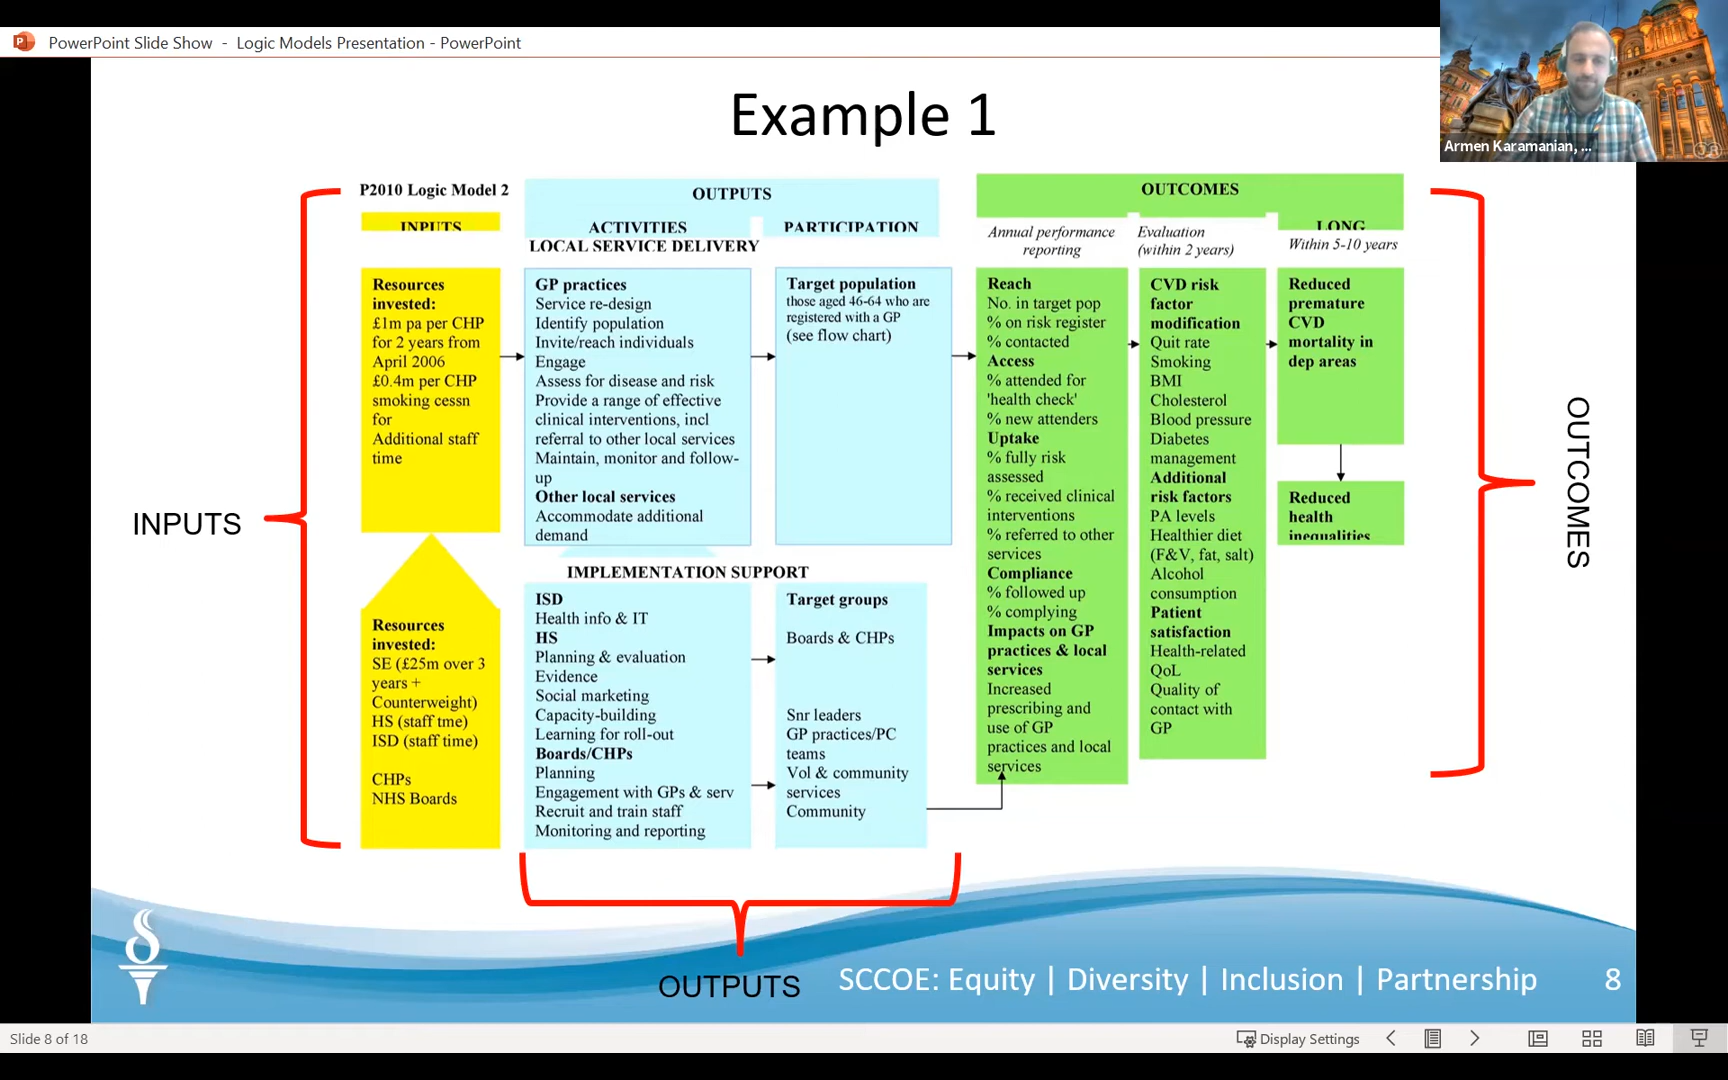 PowerPoint Slide Show - Logic Models Presentation - PowerPoint
Armen Karamanian, ...
Example 1
P2010 Logic Model 2
INPUTS
OUTPUTS
ACTIVITIES
PARTICIPATION
LOCAL SERVICE DELIVERY
OUTCOMES
Annual performance
reporting
Evaluation
(within 2 years)
LONG
Within 5-10 years
Resources
invested:
£1m pa per CHP
for 2 years from
April 2006
£0.4m per CHP
smoking cessn
for
Additional staff
time
GP practices
Service re-design
Identify population
Invite/reach individuals
Engage
Assess for disease and risk
Provide a range of effective
clinical interventions, incl
referral to other local services
Maintain, monitor and follow-
up
Other local services
Accommodate additional
demand
Target population
those aged 46-64 who are
registered with a GP
(see flow chart)
Reach
No. in target pop
% on risk register
% contacted
Access
% attended for
'health check'
% new attenders
Uptake
% fully risk
assessed
% received clinical
interventions
% referred to other
services
Compliance
% followed up
% complying
Impacts on GP
practices & local
services
Increased
prescribing and
use of GP
practices and local
services
CVD risk
factor
modification
Quit rate
Smoking
BMI
Cholesterol
Blood pressure
Diabetes
management
Additional
risk factors
PA levels
Healthier diet
(F&V, fat, salt)
Alcohol
consumption
Patient
satisfaction
Health-related
QoL
Quality of
contact with
GP
Reduced
premature
CVD
mortality in
dep areas
Reduced
health
inequalities
Resources
invested:
SE (£25m over 3
years +
Counterweight)
HS (staff tme)
ISD (staff time)
CHPs
NHS Boards
IMPLEMENTATION SUPPORT
ISD
Health info & IT
HS
Planning & evaluation
Evidence
Social marketing
Capacity-building
Learning for roll-out
Boards/CHPs
Planning
Engagement with GPs & serv
Recruit and train staff
Monitoring and reporting
Target groups
Boards & CHPs
Snr leaders
GP practices/PC
teams
Vol & community
services
Community
INPUTS
OUTCOMES
OUTPUTS
SCCOE: Equity | Diversity | Inclusion | Partnership
8
Slide 8 of 18
Display Settings